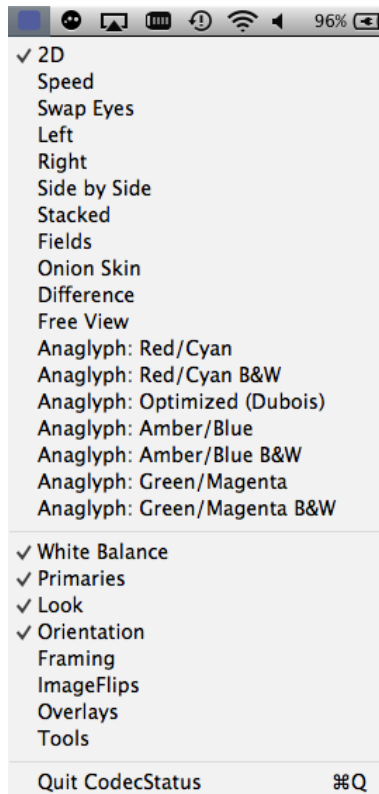 96%
✓ 2D
Speed
Swap Eyes
Left
Right
Side by Side
Stacked
Fields
Onion Skin
Difference
Free View
Anaglyph: Red/Cyan
Anaglyph: Red/Cyan B&W
Anaglyph: Optimized (Dubois)
Anaglyph: Amber/Blue
Anaglyph: Amber/Blue B&W
Anaglyph: Green/Magenta
Anaglyph: Green/Magenta B&W
✓ White Balance
✓ Primaries
✓ Look
✓ Orientation
Framing
ImageFlips
Overlays
Tools
Quit CodecStatus ⌘Q